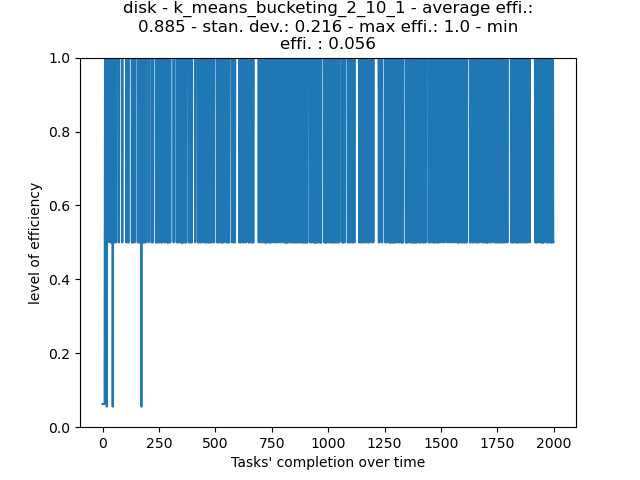 disk - k_means_bucketing_2_10_1 - average effi.:
0.885 - stan. dev.: 0.216 - max effi.: 1.0 - min
effi. : 0.056
1.0
0.8
0.6
0.4
0.2
0.0
level of efficiency
0 250 500 750 1000 1250 1500 1750 2000
Tasks' completion over time